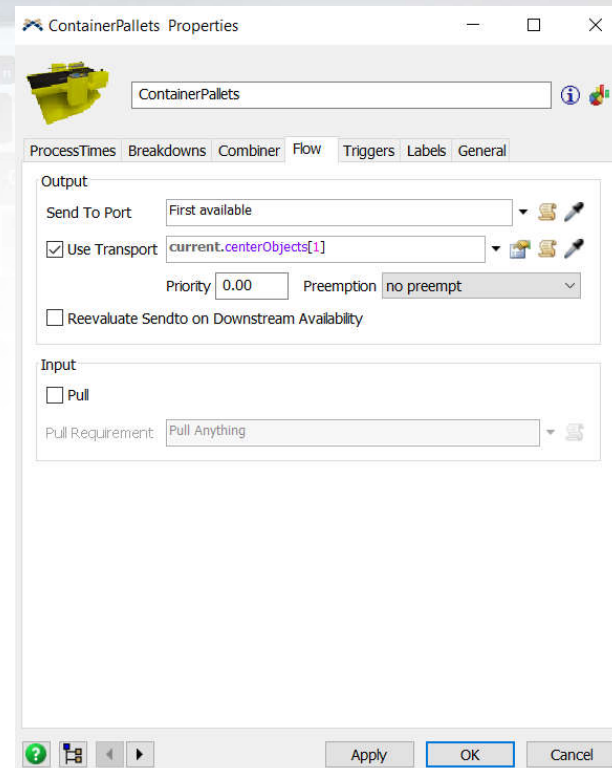 ContainerPallets Properties
ContainerPallets
ProcessTimes Breakdowns Combiner Flow Triggers Labels General
Output
Send To Port First available
Use Transport current.centerObjects[1]
Priority 0.00 Preemption no preempt
Reevaluate Sendto on Downstream Availability
Input
Pull
Pull Requirement Pull Anything
Apply OK Cancel